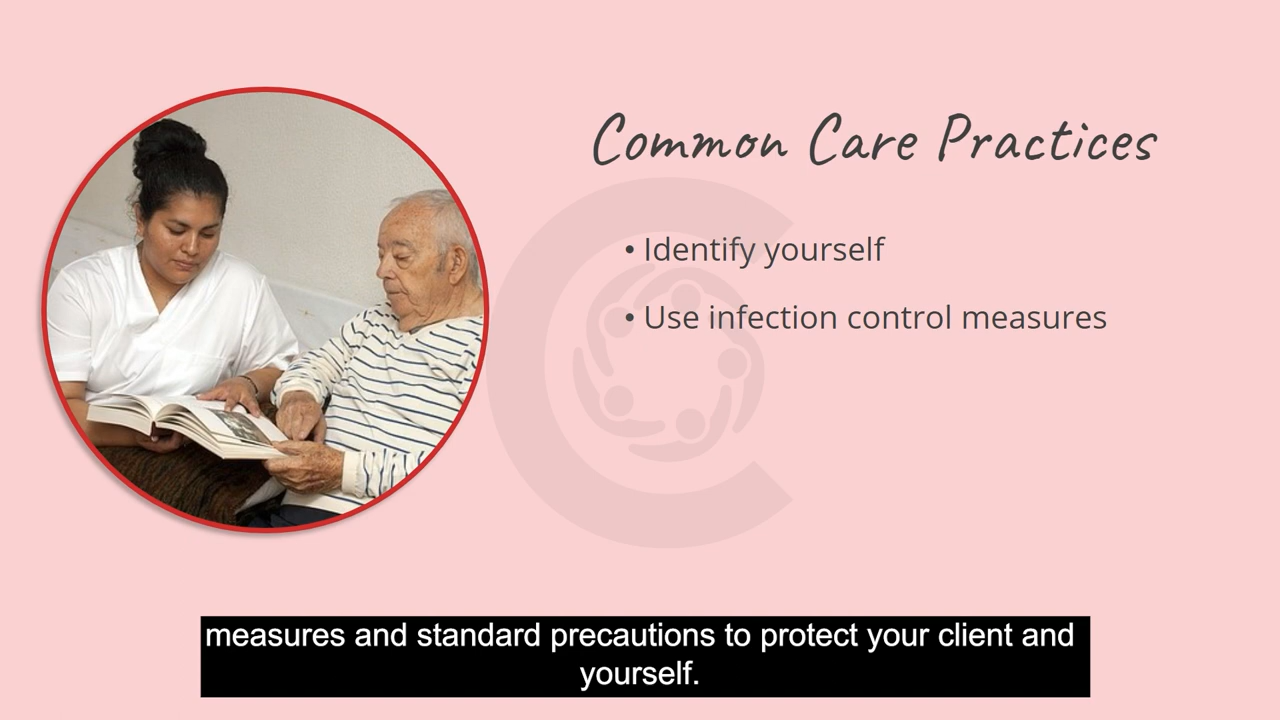 Common Care Practices
• Identify yourself
• Use infection control measures
measures and standard precautions to protect your client and
yourself.